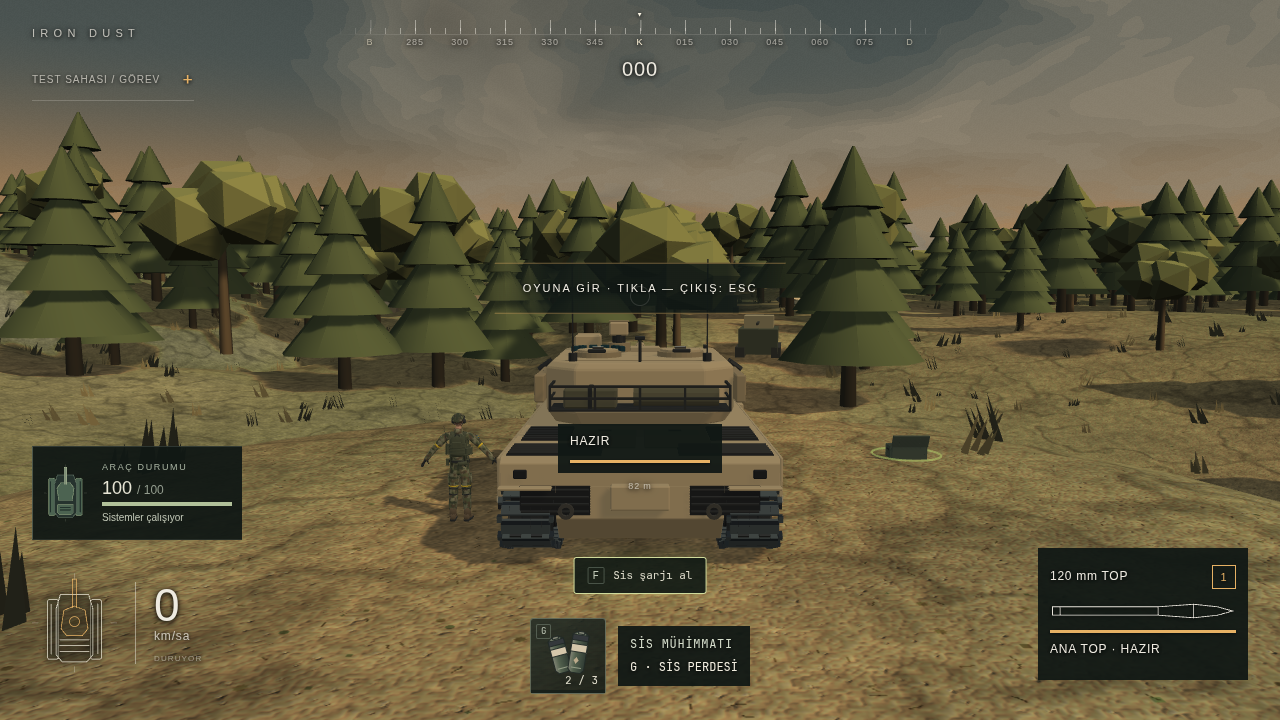 IRON DUST
TEST SAHASI / GÖREV +
B 285 300 315 330 345 K 015 030 045 060 075 D
000
OYUNA GİR · TIKLA — ÇIKIŞ: ESC
HAZIR
82 m
ARAÇ DURUMU
100 / 100
Sistemler çalışıyor
F Sis şarjı al
0
km/sa
DURUYOR
G
2 / 3
SİS MÜHİMMATI
G · SİS PERDESİ
120 mm TOP 1
ANA TOP · HAZIR